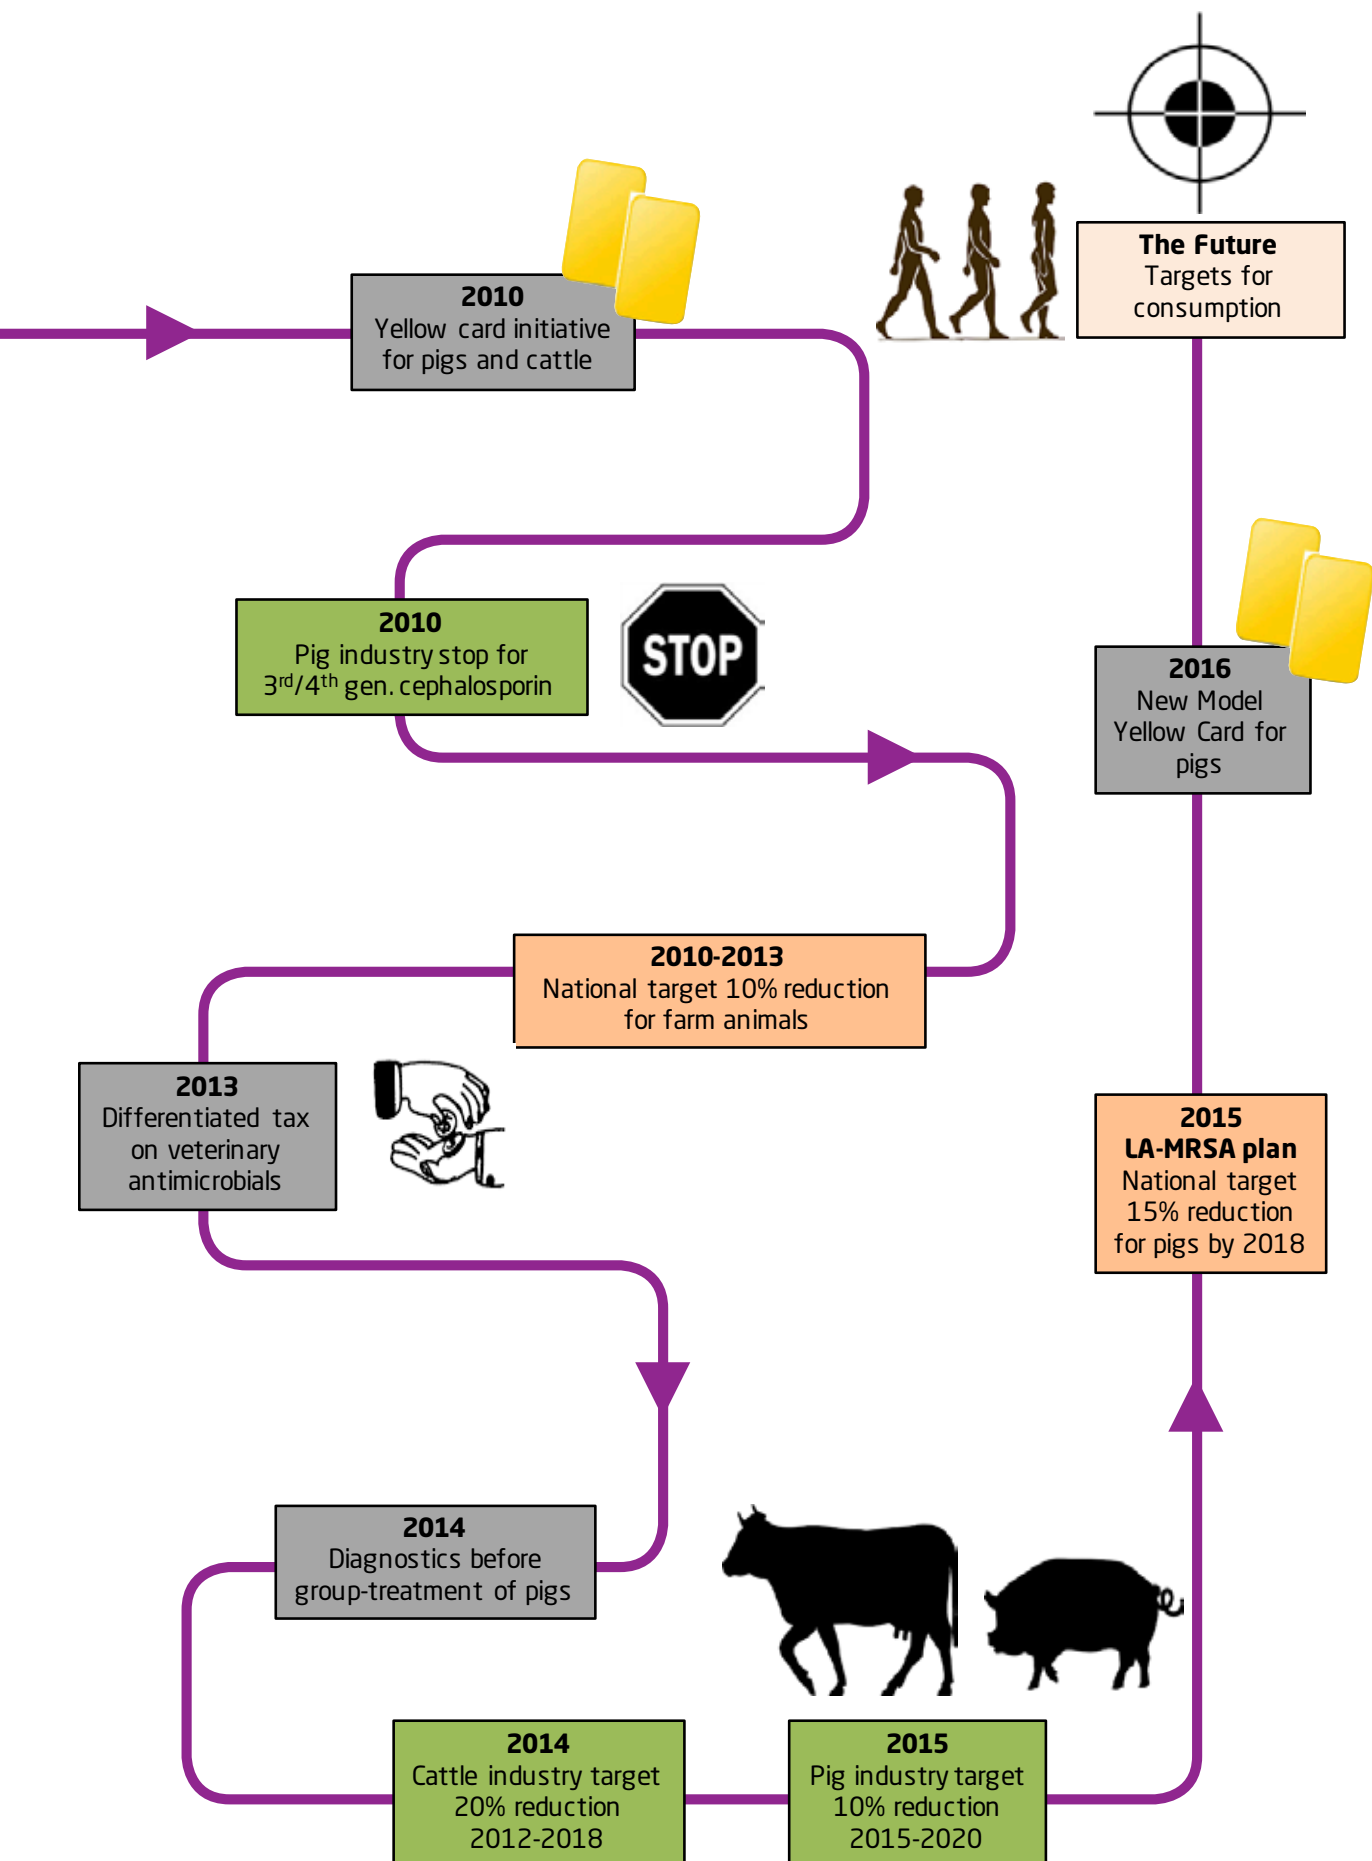 2010
Yellow card initiative
for pigs and cattle
2010
Pig industry stop for
3rd/4th gen. cephalosporin
STOP
2010-2013
National target 10% reduction
for farm animals
2013
Differentiated tax
on veterinary
antimicrobials
2014
Diagnostics before
group-treatment of pigs
2014
Cattle industry target
20% reduction
2012-2018
2015
Pig industry target
10% reduction
2015-2020
2015
LA-MRSA plan
National target
15% reduction
for pigs by 2018
2016
New Model
Yellow Card for
pigs
The Future
Targets for
consumption